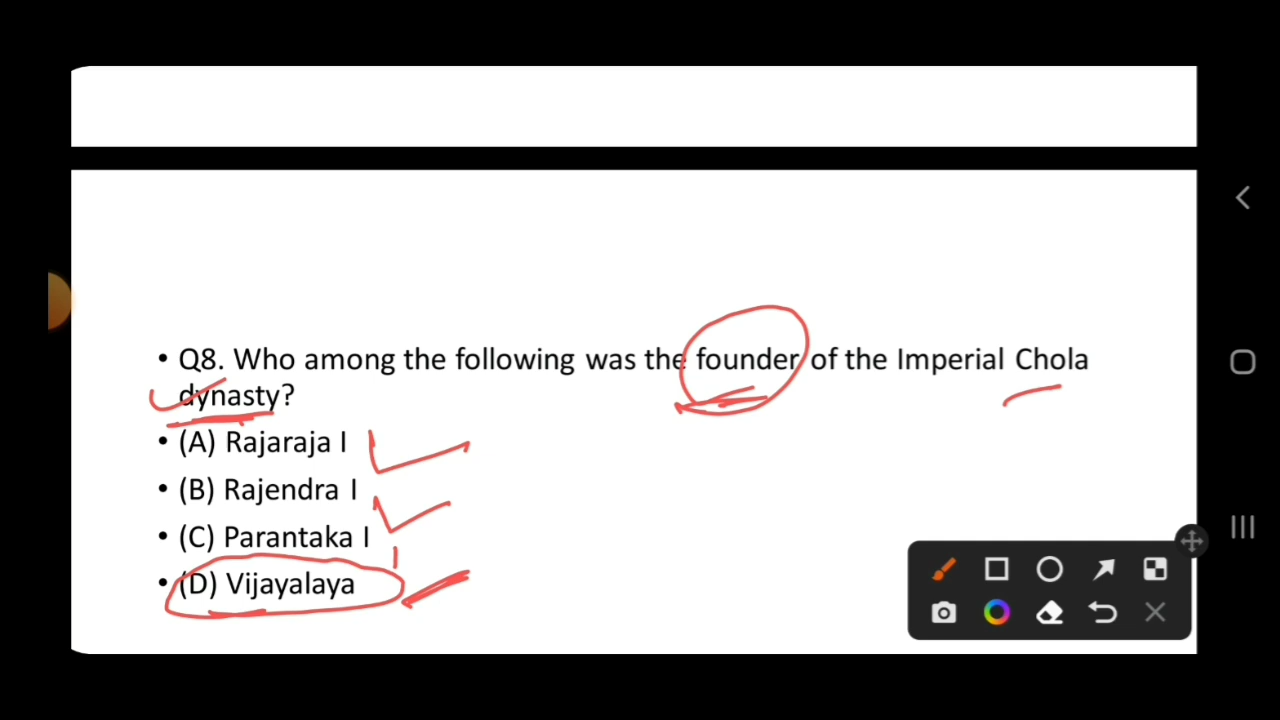 • Q8. Who among the following was the founder of the Imperial Chola
dynasty?
• (A) Rajaraja I
• (B) Rajendra I
• (C) Parantaka I
• (D) Vijayalaya